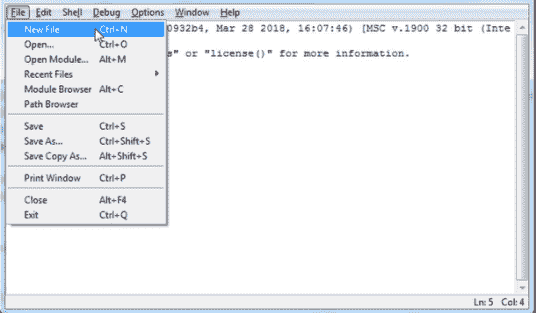 File Edit Shell Debug Options Window Help
New File Ctrl+N
0932b4, Mar 28 2018, 16:07:46) [MSC v.1900 32 bit (Inte
Open... Ctrl+O
s" or "license()" for more information.
Open Module... Alt+M
Recent Files
Module Browser Alt+C
Path Browser
Save Ctrl+S
Save As... Ctrl+Shift+S
Save Copy As... Alt+Shift+S
Print Window Ctrl+P
Close Alt+F4
Exit Ctrl+Q
Ln: 5 Col: 4